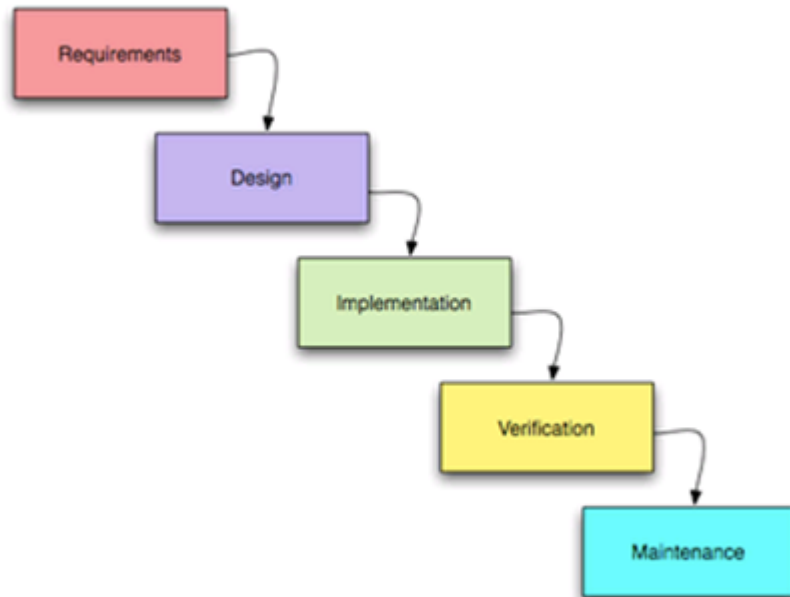 Requirements
Design
Implementation
Verification
Maintenance